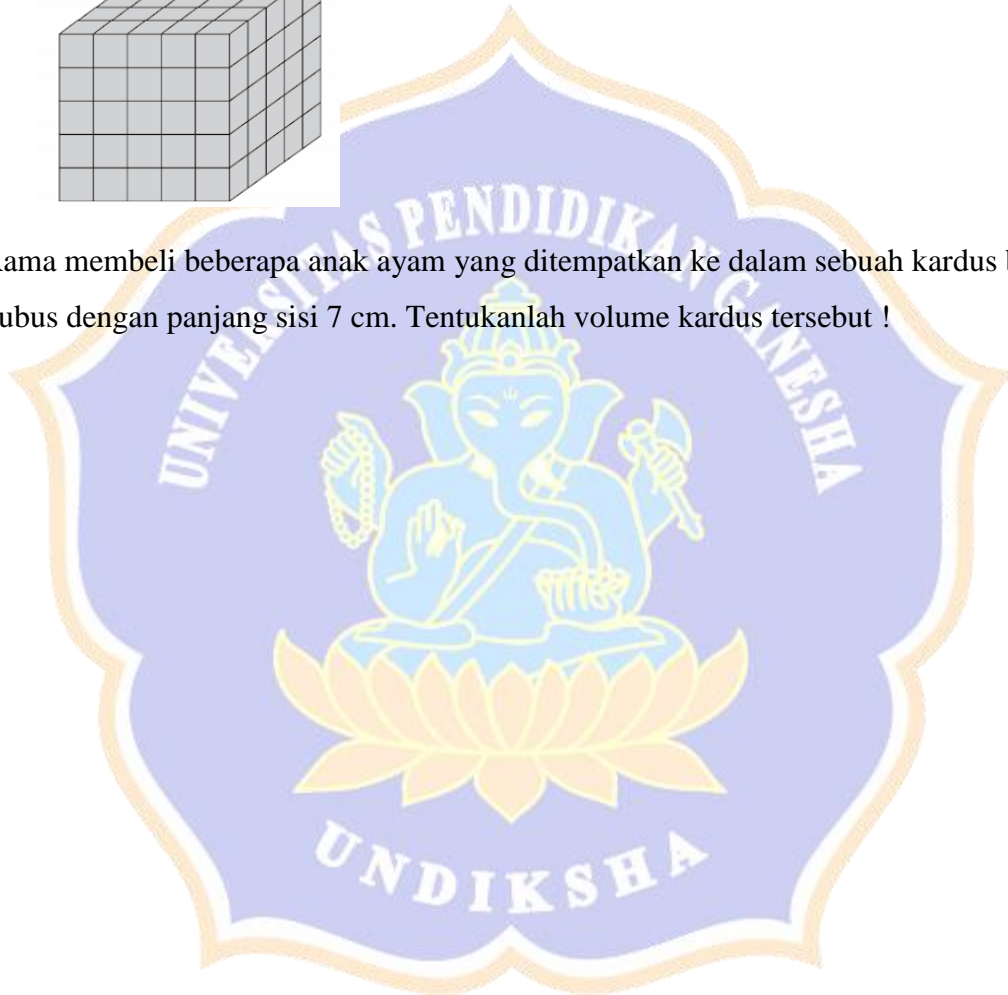 ama membeli beberapa anak ayam yang ditempatkan ke dalam sebuah kardus
ubus dengan panjang sisi 7 cm. Tentukanlah volume kardus tersebut !
UNIVERSITAS PENDIDIKAN GANESHA
UNDIKSHA